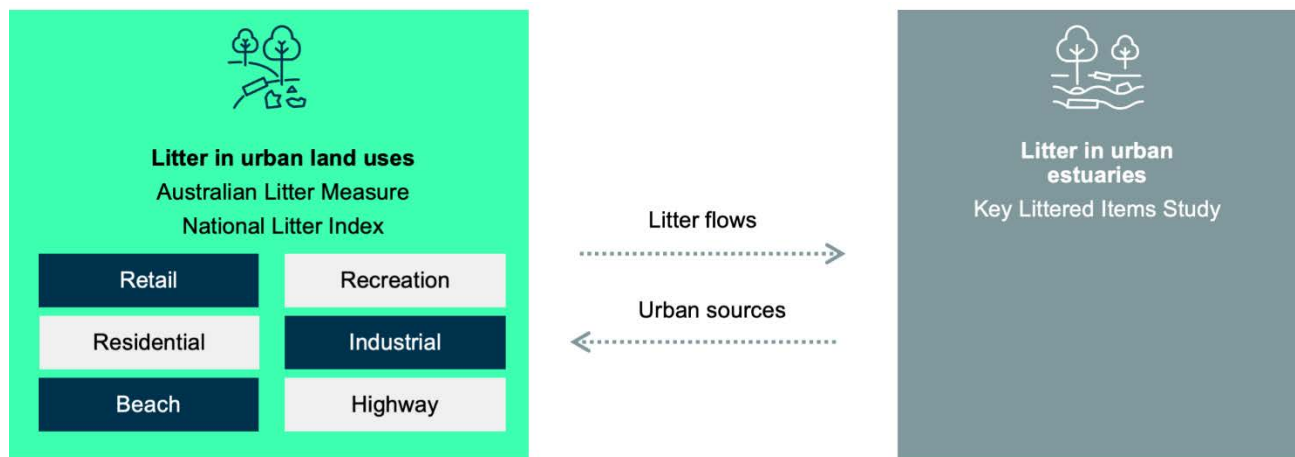 Litter in urban land uses
Australian Litter Measure
National Litter Index
Retail
Recreation
Residential
Industrial
Beach
Highway
Litter flows
Urban sources
Litter in urban
estuaries
Key Littered Items Study